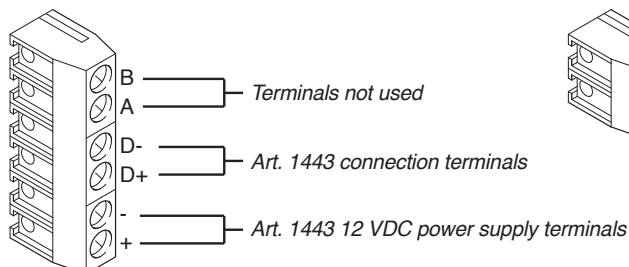 B
A
Terminals not used
D-
D+
Art. 1443 connection terminals
-
+
Art. 1443 12 VDC power supply terminals